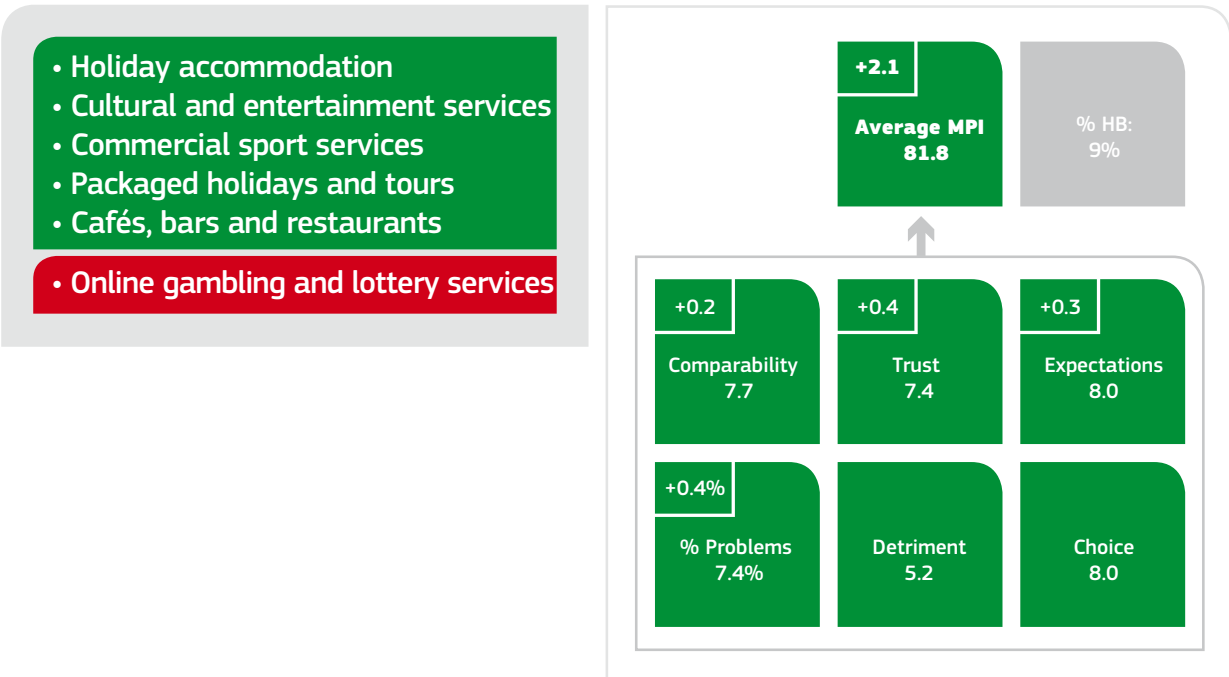 • Holiday accommodation
• Cultural and entertainment services
• Commercial sport services
• Packaged holidays and tours
• Cafés, bars and restaurants
• Online gambling and lottery services
+2.1
Average MPI
81.8
% HB:
9%
+0.2
Comparability
7.7
+0.4
Trust
7.4
+0.3
Expectations
8.0
+0.4%
% Problems
7.4%
Detriment
5.2
Choice
8.0